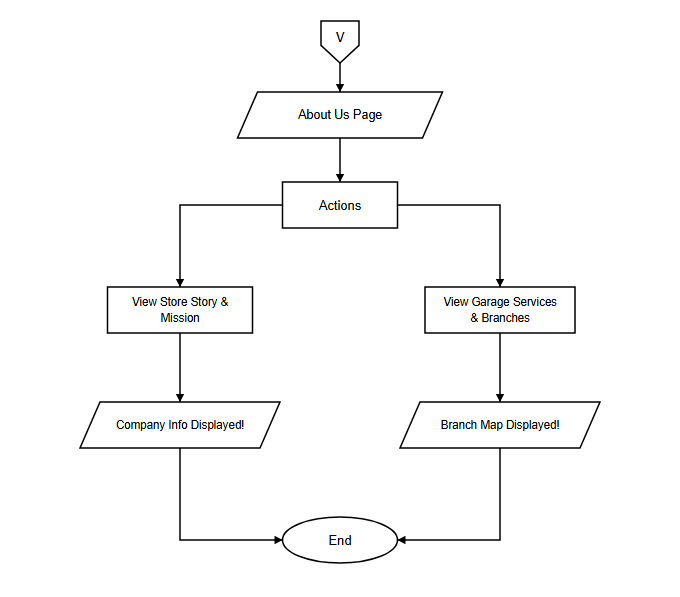 V
About Us Page
Actions
View Store Story &
Mission
View Garage Services
& Branches
Company Info Displayed!
Branch Map Displayed!
End